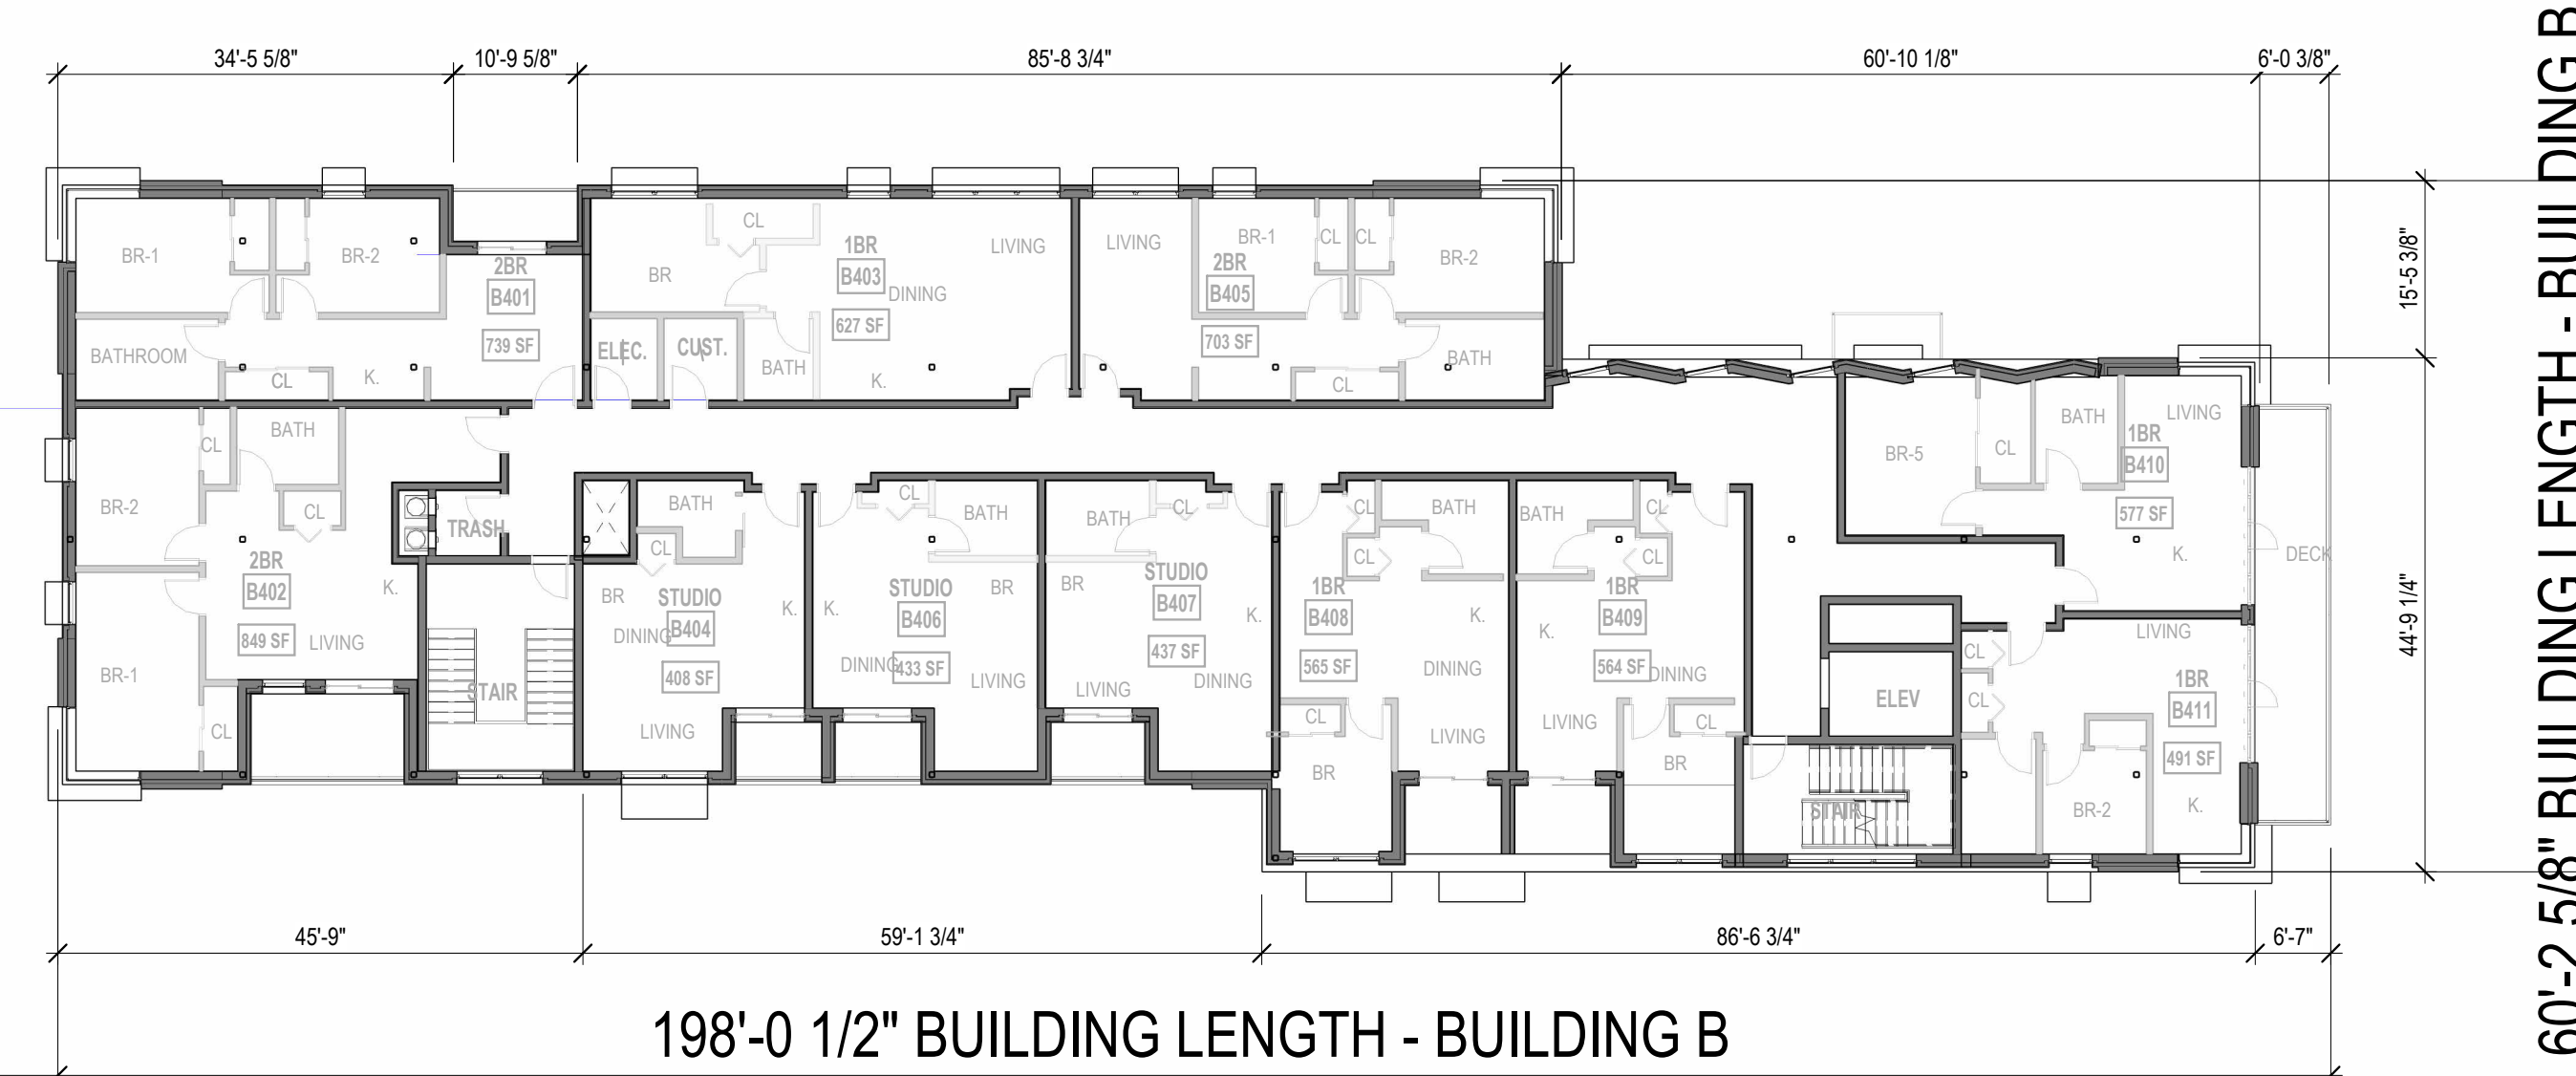 34'-5 5/8"
10'-9 5/8"
85'-8 3/4"
60'-10 1/8"
6'-0 3/8"
BR-1
BR-2
2BR
B401
739 SF
BATHROOM
CL
K.
CL
BR
1BR
B403
627 SF
LIVING
DINING
ELEC.
CUST.
BATH
K.
LIVING
BR-1
CL
CL
BR-2
2BR
B405
703 SF
CL
BATH
15'-5 3/8"
BR-2
CL
BATH
CL
2BR
B402
849 SF
K.
LIVING
BR-1
CL
TRASH
STAIR
BATH
CL
BR
STUDIO
B404
408 SF
DINING
K.
LIVING
CL
BATH
K.
STUDIO
B406
433 SF
BR
DINING
LIVING
BATH
CL
BR
STUDIO
B407
437 SF
K.
LIVING
DINING
CL
BATH
CL
1BR
B408
565 SF
K.
DINING
CL
LIVING
BR
BATH
CL
CL
1BR
B409
564 SF
K.
DINING
LIVING
CL
BR
BR-5
CL
BATH
LIVING
1BR
B410
577 SF
K.
DECK
ELEV
STAIR
CL
CL
LIVING
1BR
B411
491 SF
BR-2
K.
44'-9 1/4"
45'-9"
59'-1 3/4"
86'-6 3/4"
6'-7"
198'-0 1/2" BUILDING LENGTH - BUILDING B
60'-2 5/8" BUILDING LENGTH - BUILDING B